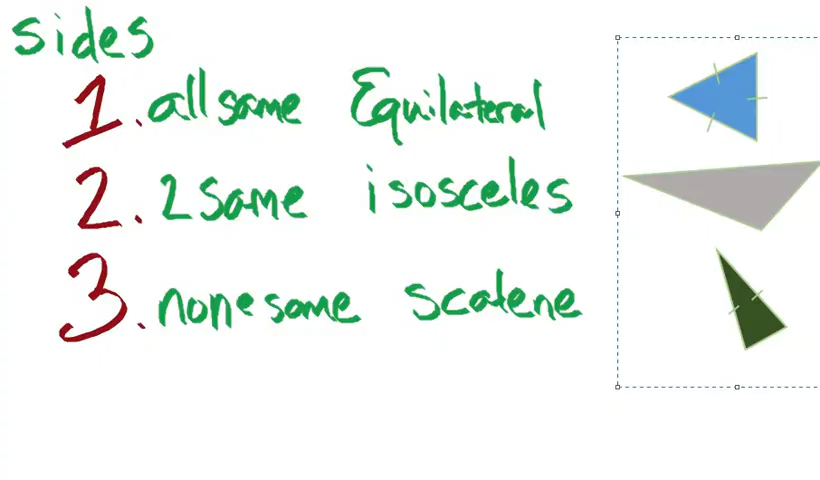 sides
1. all same Equilateral
2. 2 same isosceles
3. none same scalene